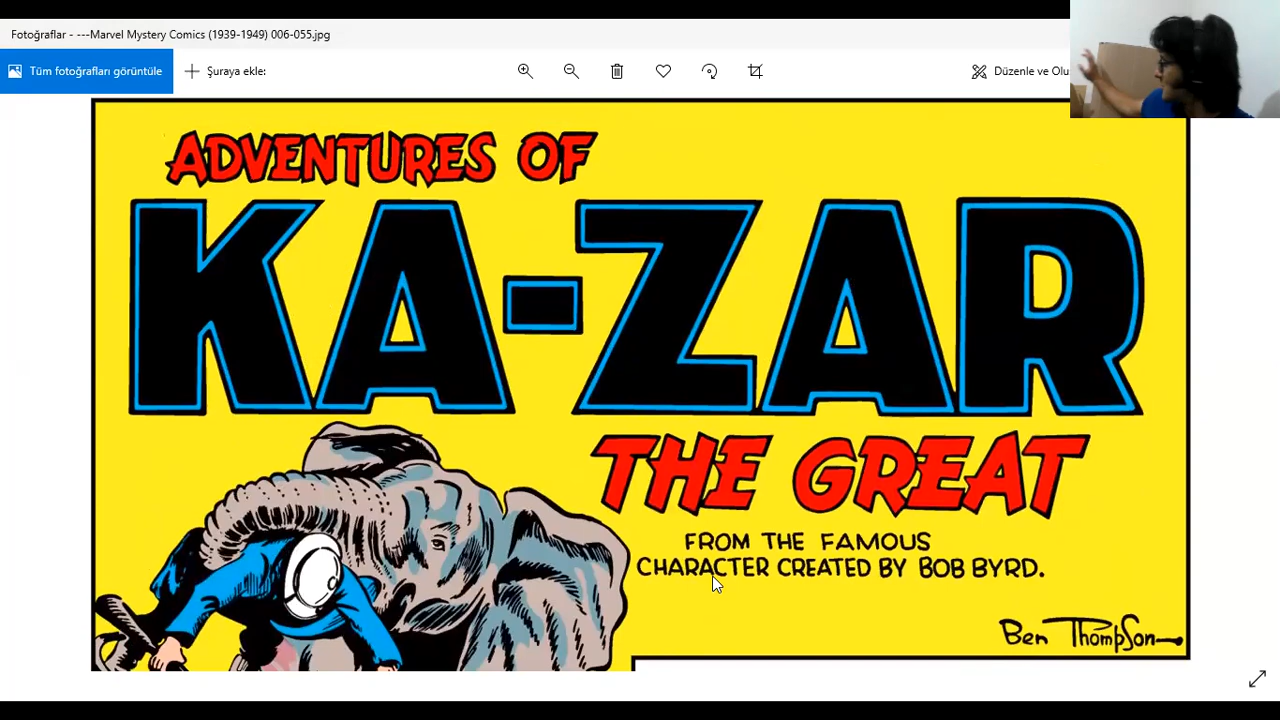 Fotoğraflar - ---Marvel Mystery Comics (1939-1949) 006-055.jpg
Tüm fotoğrafları görüntüle
Şuraya ekle:
Düzenle ve Olu
ADVENTURES OF
KA-ZAR
THE GREAT
FROM THE FAMOUS
CHARACTER CREATED BY BOB BYRD.
Ben Thompson